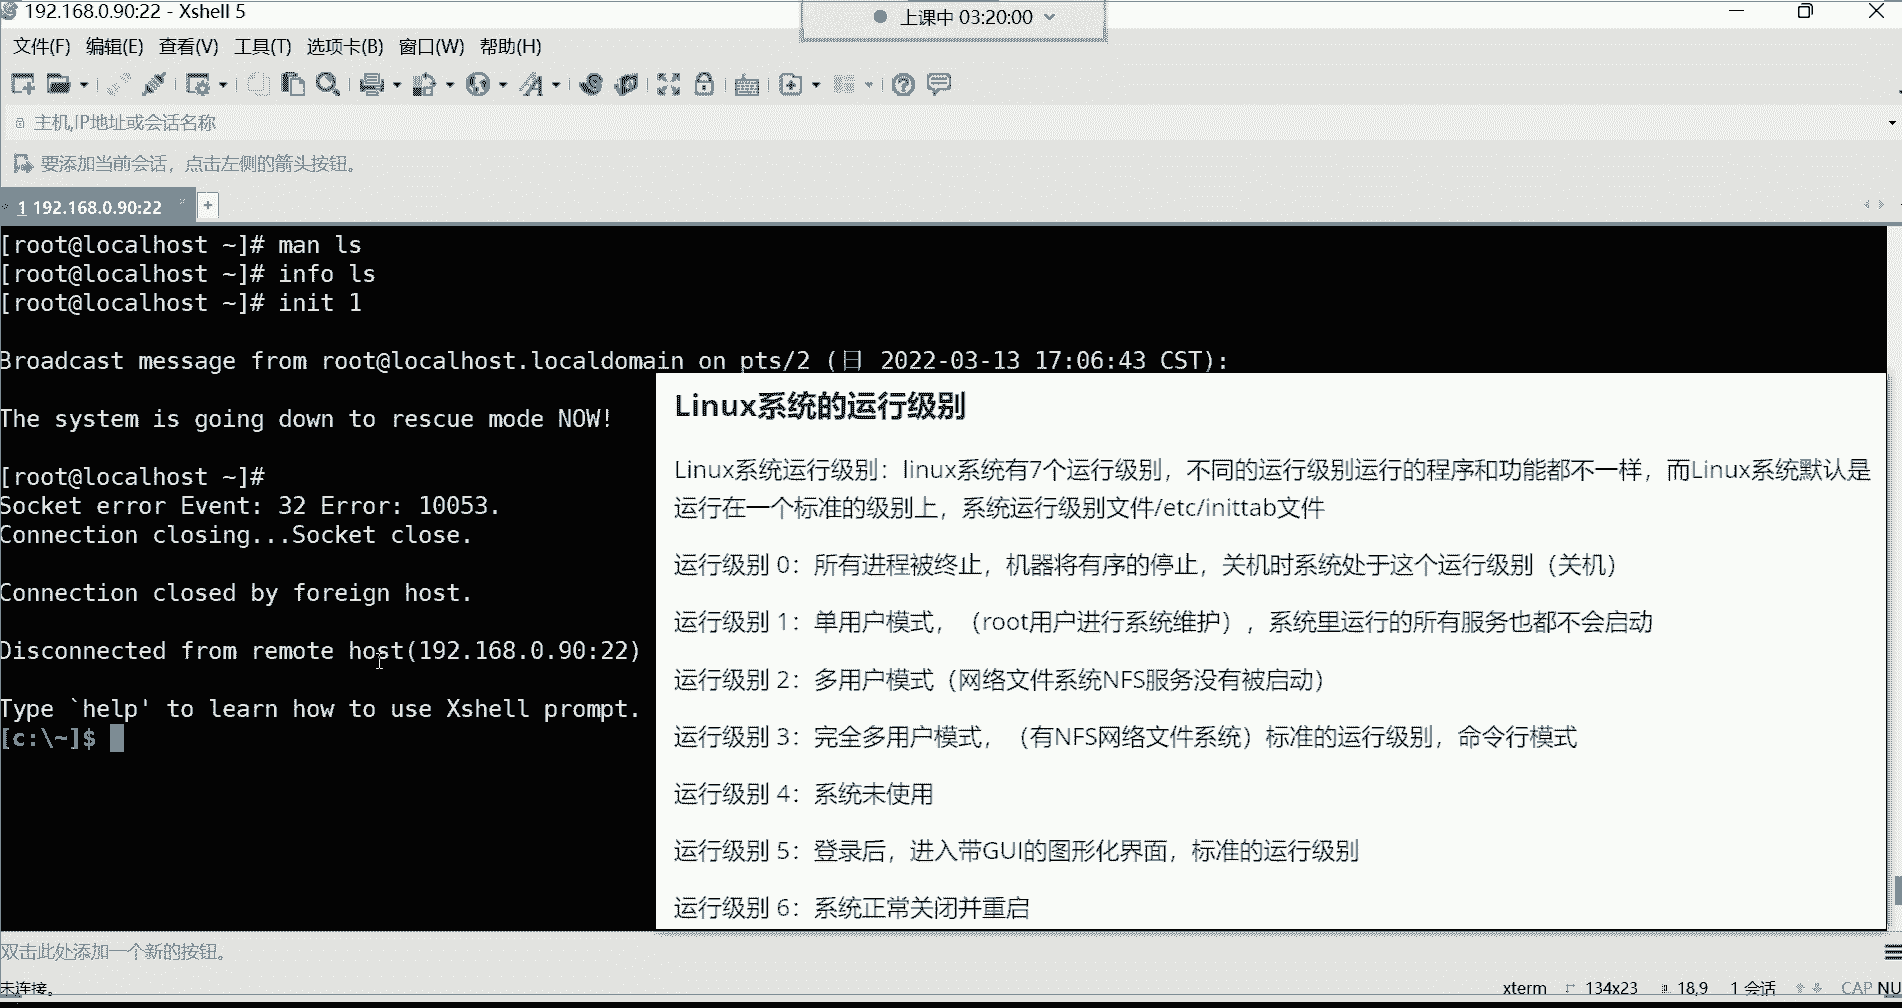 192.168.0.90:22 - Xshell 5
上课中 03:20:00
文件(F) 编辑(E) 查看(V) 工具(T) 选项卡(B) 窗口(W) 帮助(H)
主机,IP地址或会话名称
要添加当前会话，点击左侧的箭头按钮。
1 192.168.0.90:22
[root@localhost ~]# man ls
[root@localhost ~]# info ls
[root@localhost ~]# init 1
Broadcast message from root@localhost.localdomain on pts/2 (日 2022-03-13 17:06:43 CST):
The system is going down to rescue mode NOW!
[root@localhost ~]#
Socket error Event: 32 Error: 10053.
Connection closing...Socket close.
Connection closed by foreign host.
Disconnected from remote host(192.168.0.90:22)
Type `help' to learn how to use Xshell prompt.
[c:\~]$
Linux系统的运行级别
Linux系统运行级别：linux系统有7个运行级别，不同的运行级别运行的程序和功能都不一样，而Linux系统默认是
运行在一个标准的级别上，系统运行级别文件/etc/inittab文件
运行级别 0：所有进程被终止，机器将有序的停止，关机时系统处于这个运行级别（关机）
运行级别 1：单用户模式，（root用户进行系统维护），系统里运行的所有服务也都不会启动
运行级别 2：多用户模式（网络文件系统NFS服务没有被启动）
运行级别 3：完全多用户模式，（有NFS网络文件系统）标准的运行级别，命令行模式
运行级别 4：系统未使用
运行级别 5：登录后，进入带GUI的图形化界面，标准的运行级别
运行级别 6：系统正常关闭并重启
双击此处添加一个新的按钮。
未连接。
xterm 134x23 18,9 1 会话 CAP NU